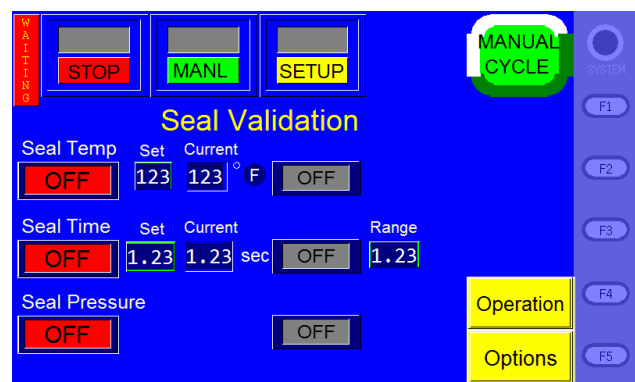 WAITING
STOP MANL SETUP MANUAL
CYCLE SYSTEM
F1
Seal Validation
Seal Temp Set Current
OFF 123 123 ° F OFF F2
Seal Time Set Current Range F3
OFF 1.23 1.23 sec OFF 1.23
Seal Pressure Operation F4
OFF OFF
Options F5